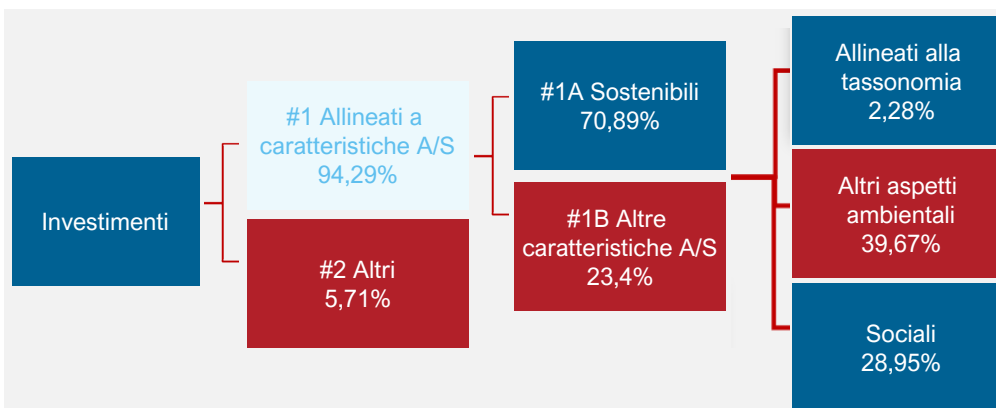 Investimenti
#1 Allineati a
caratteristiche A/S
94,29%
#2 Altri
5,71%
#1A Sostenibili
70,89%
#1B Altre
caratteristiche A/S
23,4%
Allineati alla
tassonomia
2,28%
Altri aspetti
ambientali
39,67%
Sociali
28,95%